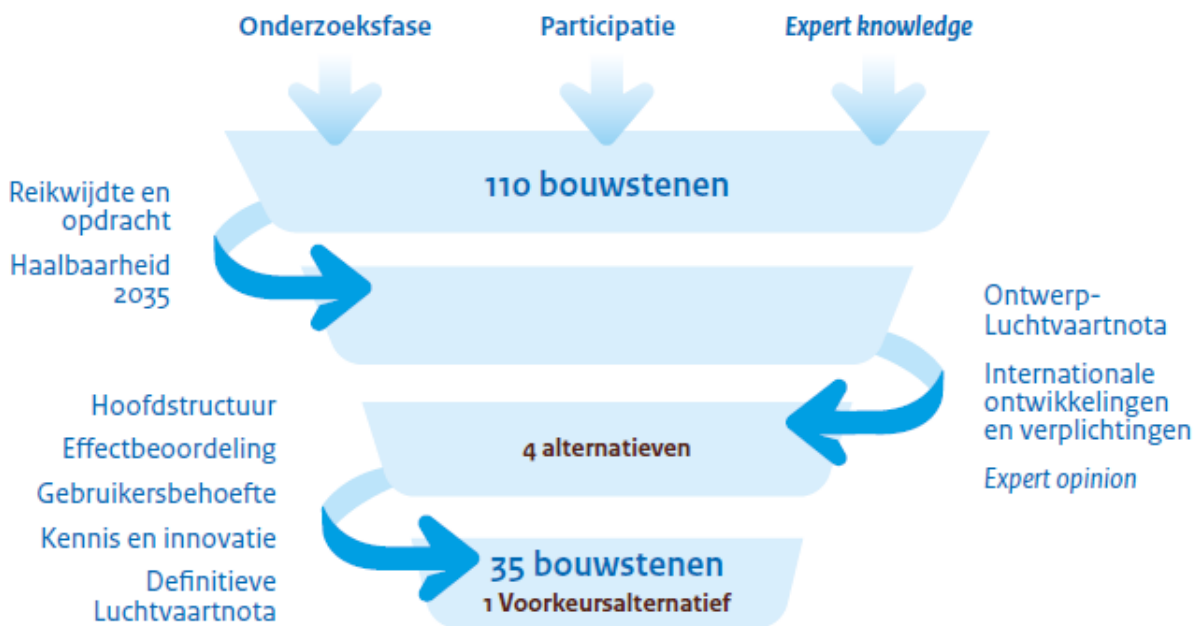 Onderzoeksfase
Participatie
Expert knowledge
110 bouwstenen
Reikwijdte en
opdracht
Haalbaarheid
2035
Ontwerp-
Luchtvaartnota
Internationale
ontwikkelingen
en verplichtingen
Expert opinion
4 alternatieven
Hoofdstructuur
Effectbeoordeling
Gebruikersbehoefte
Kennis en innovatie
Definitieve
Luchtvaartnota
35 bouwstenen
1 Voorkeursalternatief